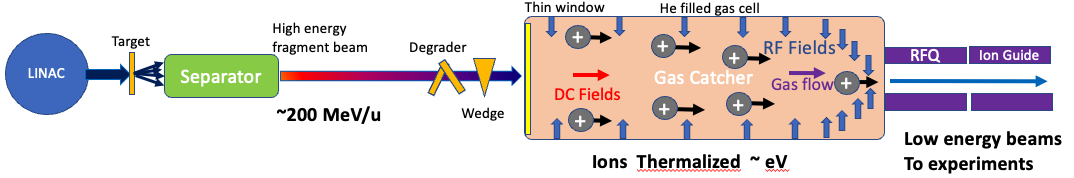 LINAC
Target
Separator
High energy
fragment beam
~200 MeV/u
Degrader
Wedge
Thin window
He filled gas cell
+
+
+
+
+
+
+
RF Fields
Gas Catcher
DC Fields
Gas flow
Ions Thermalized ~ eV
RFQ
Ion Guide
Low energy beams
To experiments